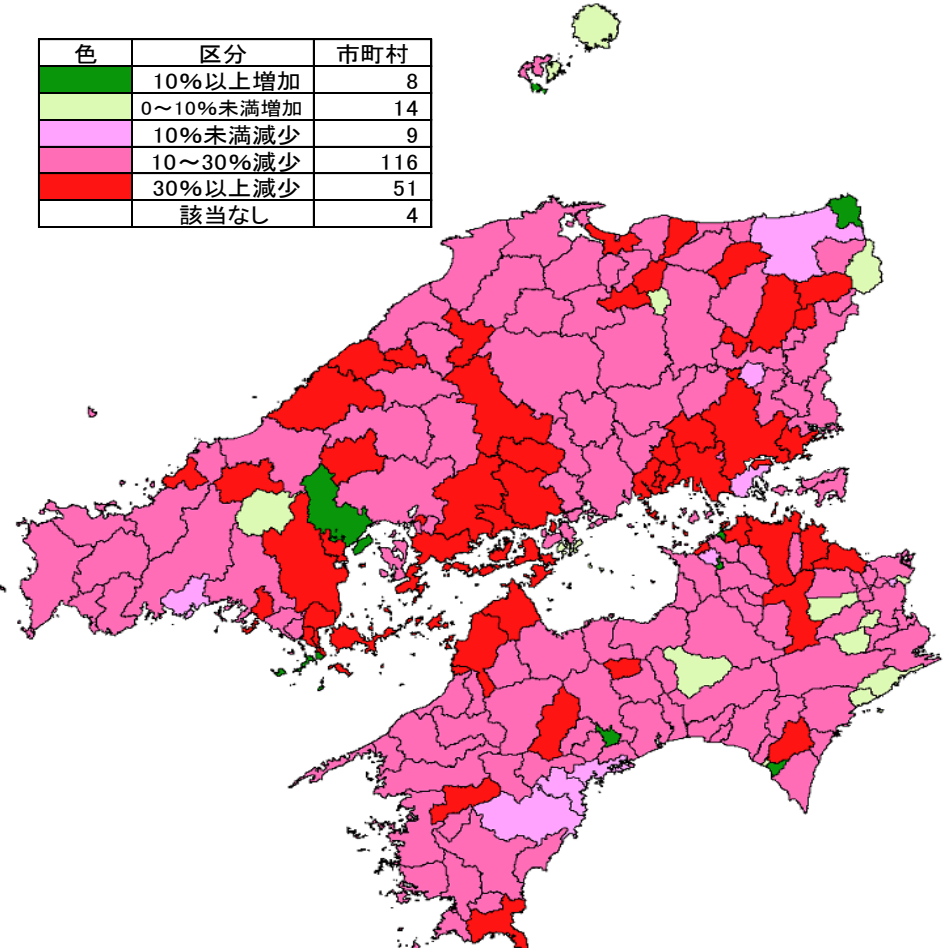 色 区分 市町村
10%以上増加 8
0～10%未満増加 14
10%未満減少 9
10～30%減少 116
30%以上減少 51
該当なし 4